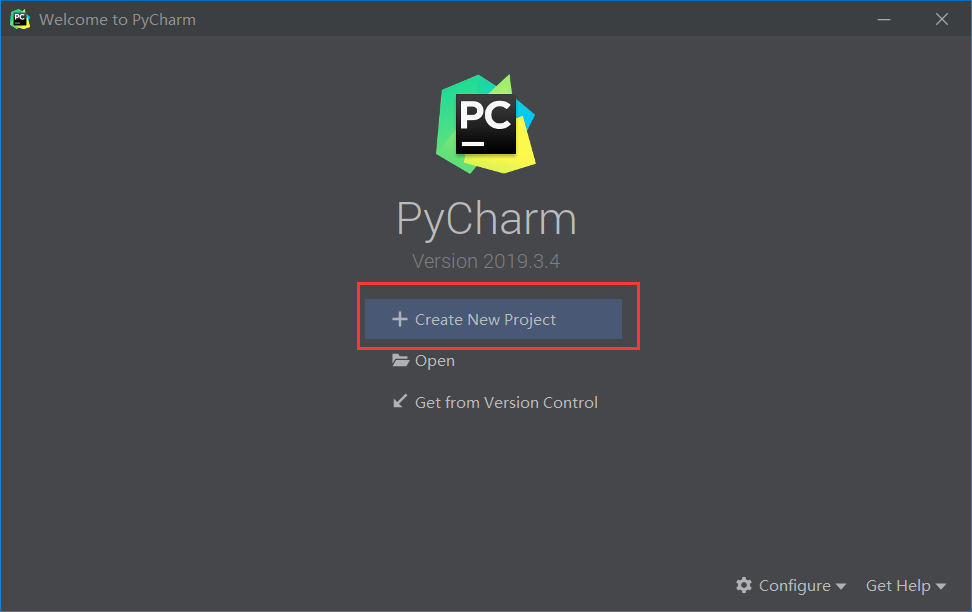 Welcome to PyCharm
PC
PyCharm
Version 2019.3.4
Create New Project
Open
Get from Version Control
Configure Get Help